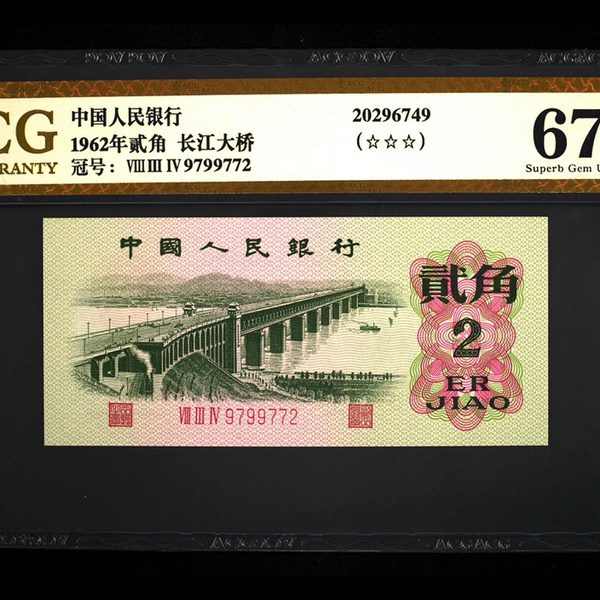 CG
RRANTY
中国人民银行
1962年贰角 长江大桥
冠号: Ⅷ Ⅲ Ⅳ 9799772
20296749
(☆☆☆)
67
Superb Gem U
中國人民銀行
貳角
2
ER
JIAO
Ⅷ Ⅲ Ⅳ 9799772